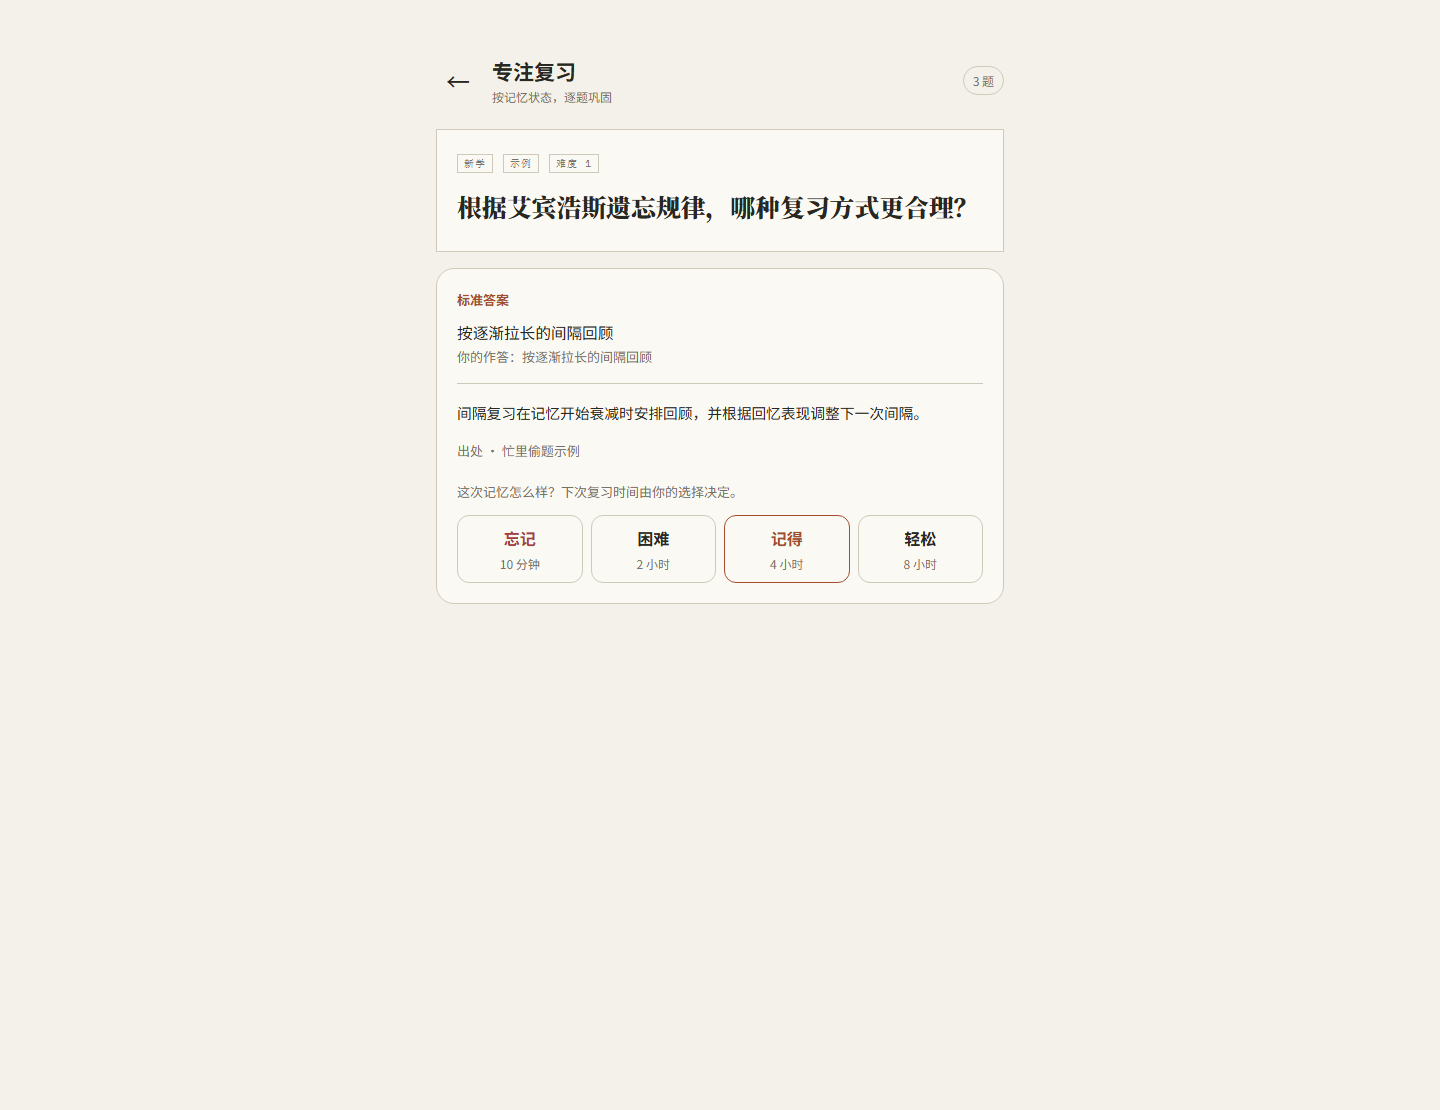 ←
专注复习
按记忆状态，逐题巩固
3 题
新学 示例 难度 1
根据艾宾浩斯遗忘规律，哪种复习方式更合理？
标准答案
按逐渐拉长的间隔回顾
你的作答：按逐渐拉长的间隔回顾
间隔复习在记忆开始衰减时安排回顾，并根据回忆表现调整下一次间隔。
出处 · 忙里偷题示例
这次记忆怎么样？下次复习时间由你的选择决定。
忘记 困难 记得 轻松
10 分钟 2 小时 4 小时 8 小时